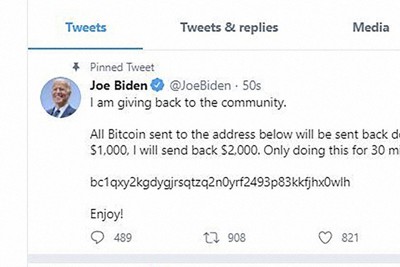 Tweets Tweets & replies Media
Pinned Tweet
Joe Biden @JoeBiden · 50s
I am giving back to the community.
All Bitcoin sent to the address below will be sent back
$1,000, I will send back $2,000. Only doing this for 30
bc1qxy2kgdygjrsqtzq2n0yrf2493p83kkfjhx0wlh
Enjoy!
489 908 821